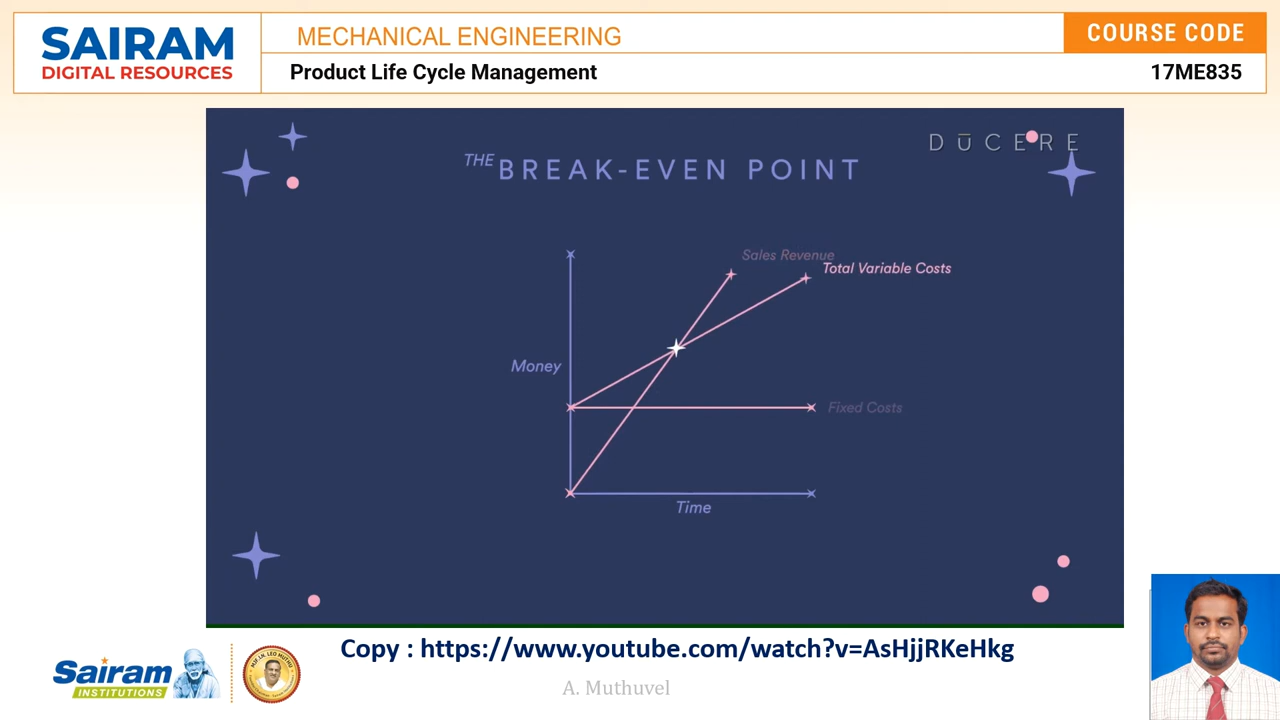 SAIRAM
DIGITAL RESOURCES
MECHANICAL ENGINEERING
COURSE CODE
Product Life Cycle Management
17ME835
DŪCERE
THE BREAK-EVEN POINT
Sales Revenue
Total Variable Costs
Money
Fixed Costs
Time
Copy : https://www.youtube.com/watch?v=AsHjjRKeHkg
Sairam
INSTITUTIONS
A. Muthuvel